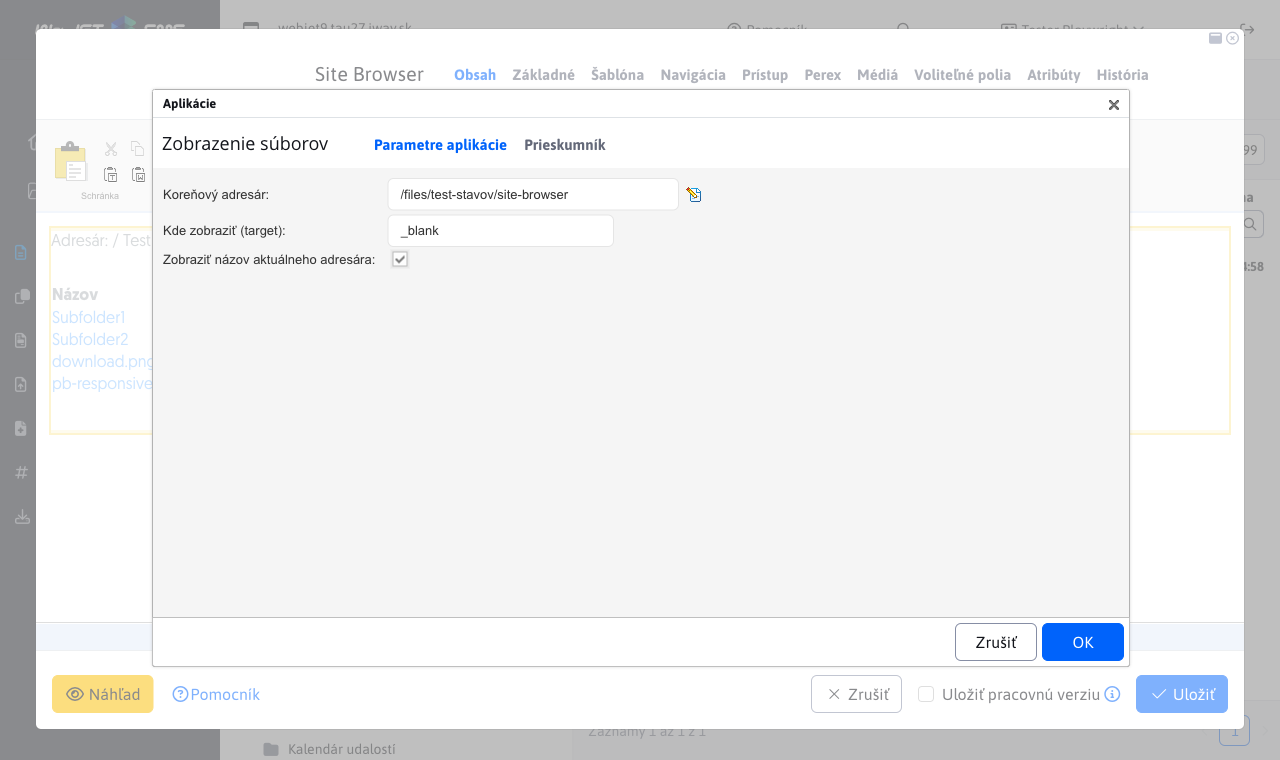 webjet9.tau27.iway.sk Pomocník Tester Playwright
Site Browser Obsah Základné Šablóna Navigácia Prístup Perex Médiá Voliteľné polia Atribúty História
Aplikácie
Zobrazenie súborov Parametre aplikácie Prieskumník
Schránka
99
Koreňový adresár: /files/test-stavov/site-browser
Kde zobraziť (target): _blank
Zobraziť názov aktuálneho adresára:
Adresár: / Test
Názov
Subfolder1
Subfolder2
download.png
pb-responsive
Zrušiť OK
Náhľad Pomocník Zrušiť Uložiť pracovnú verziu Uložiť
Záznamy 1 až 1 z 1 1
Kalendár udalostí